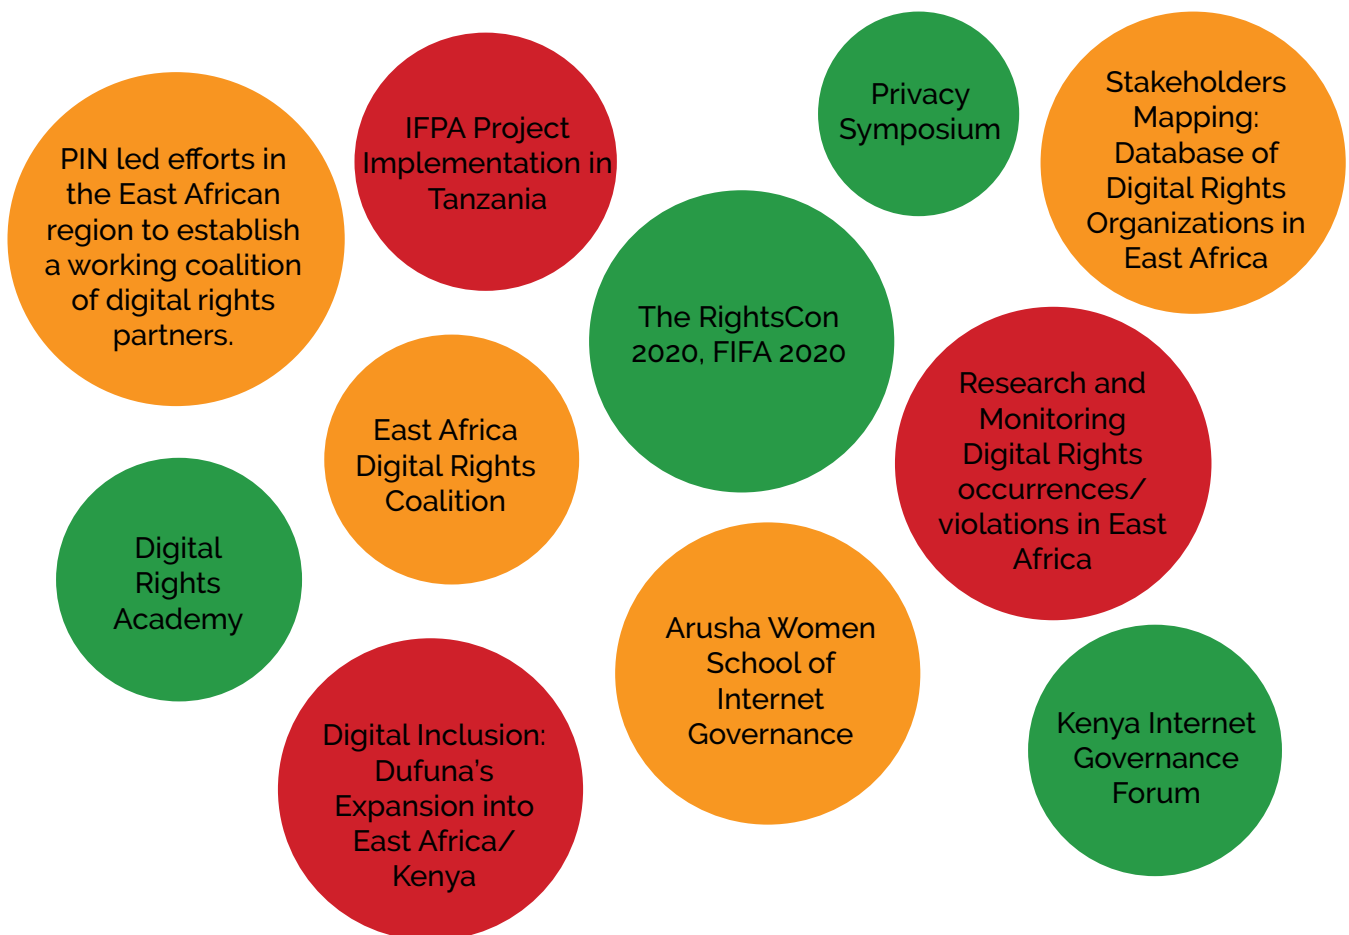 PIN led efforts in
the East African
region to establish
a working coalition
of digital rights
partners.
IFPA Project
Implementation in
Tanzania
Privacy
Symposium
Stakeholders
Mapping:
Database of
Digital Rights
Organizations in
East Africa
The RightsCon
2020, FIFA 2020
East Africa
Digital Rights
Coalition
Research and
Monitoring
Digital Rights
occurrences/
violations in East
Africa
Digital
Rights
Academy
Arusha Women
School of
Internet
Governance
Digital Inclusion:
Dufuna's
Expansion into
East Africa/
Kenya
Kenya Internet
Governance
Forum